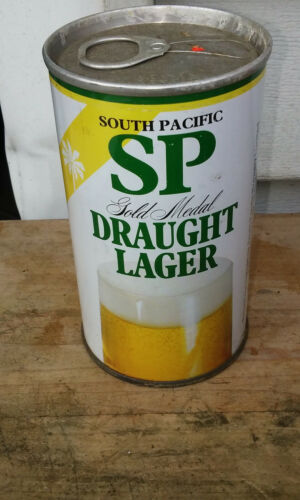 SOUTH PACIFIC
SP
Gold Medal
DRAUGHT
LAGER